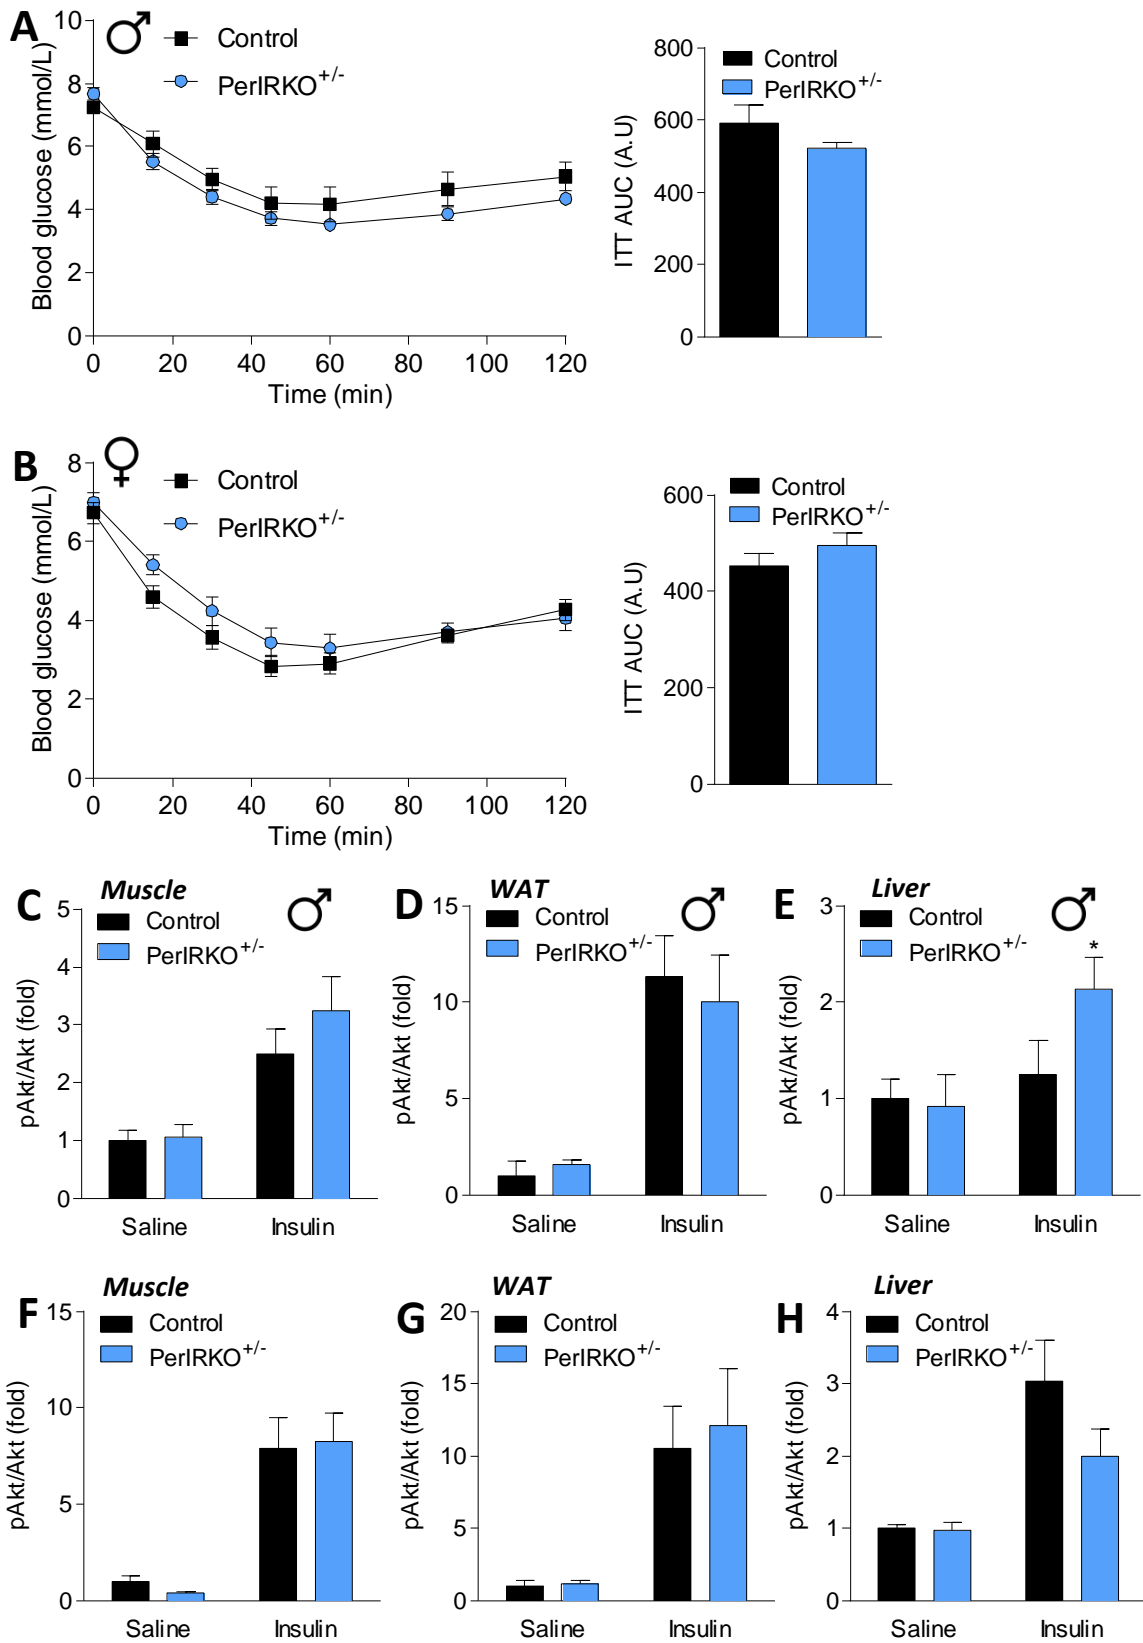 A ♂
Control
PerIRKO+/-
Blood glucose (mmol/L)
10
8
6
4
2
0
0 20 40 60 80 100 120
Time (min)
Control
PerIRKO+/-
ITT AUC (A.U)
800
600
400
200
0
B ♀
Control
PerIRKO+/-
Blood glucose (mmol/L)
8
6
4
2
0
0 20 40 60 80 100 120
Time (min)
Control
PerIRKO+/-
ITT AUC (A.U)
600
400
200
0
C Muscle ♂
Control
PerIRKO+/-
pAkt/Akt (fold)
5
4
3
2
1
0
Saline Insulin
D WAT ♂
Control
PerIRKO+/-
pAkt/Akt (fold)
15
10
5
0
Saline Insulin
E Liver ♂
Control
PerIRKO+/-
*
pAkt/Akt (fold)
3
2
1
0
Saline Insulin
F Muscle
Control
PerIRKO+/-
pAkt/Akt (fold)
15
10
5
0
Saline Insulin
G WAT
Control
PerIRKO+/-
pAkt/Akt (fold)
20
15
10
5
0
Saline Insulin
H Liver
Control
PerIRKO+/-
pAkt/Akt (fold)
4
3
2
1
0
Saline Insulin